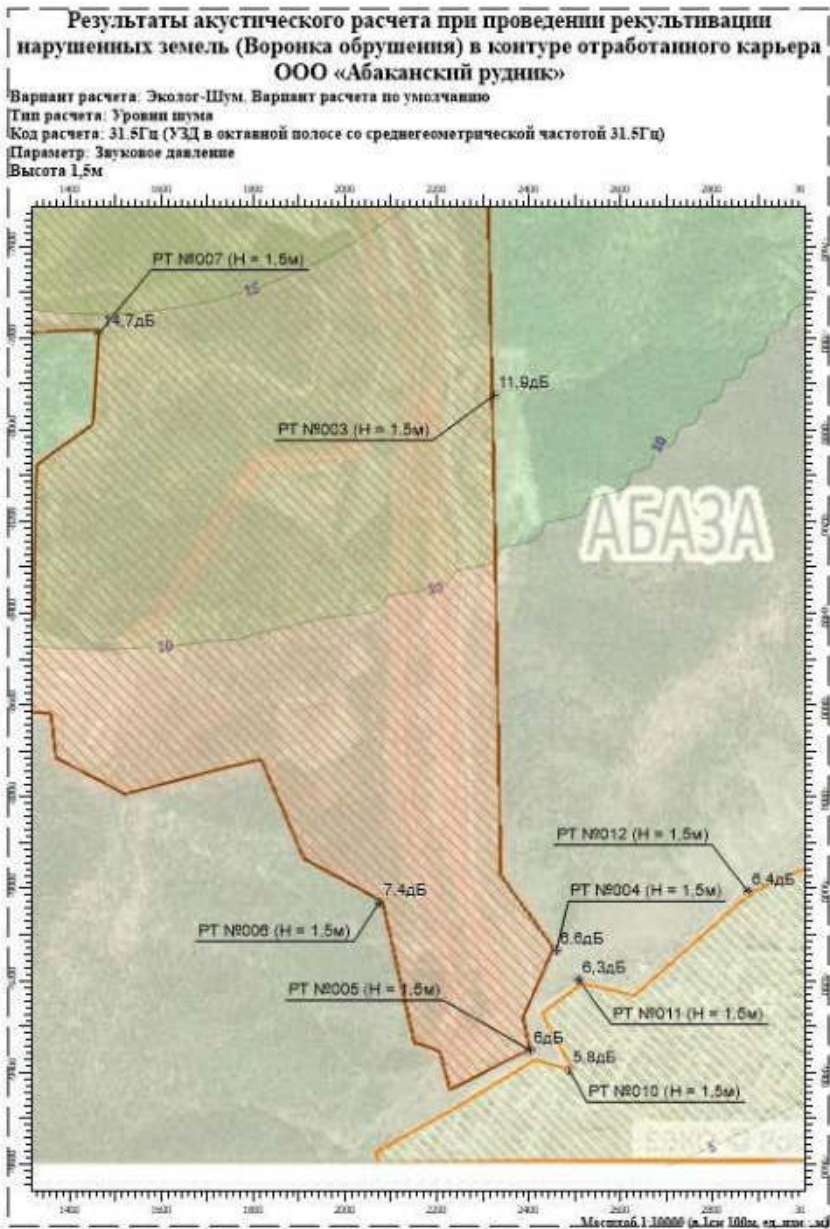 Результаты акустического расчета при проведении рекультивации
нарушенных земель (Воронка обрушения) в контуре отработанного карьера
ООО «Абаканский рудник»
Вариант расчета: Эколог-Шум. Вариант расчета по умолчанию
Тип расчета: Уровни шума
Код расчета: 31.5Гц (УЗД в октавной полосе со среднегеометрической частотой 31.5Гц)
Параметр: Звуковое давление
Высота 1,5м
1400 1600 1800 2000 2200 2400 2600 2800 30
РТ №007 (Н = 1,5м)
15
14,7дБ
11,9дБ
РТ №003 (Н = 1,5м)
10
АБАЗА
10
10
РТ №012 (Н = 1,5м)
6,4дБ
7,4дБ
РТ №004 (Н = 1,5м)
РТ №006 (Н = 1,5м)
6,6дБ
6,3дБ
РТ №005 (Н = 1,5м)
РТ №011 (Н = 1,5м)
6дБ
5,8дБ
РТ №010 (Н = 1,5м)
5
1400 1600 1800 2000 2200 2400 2600 2800 30
Масштаб 1:10000 (в 1см 100м, ед. изм.: м)